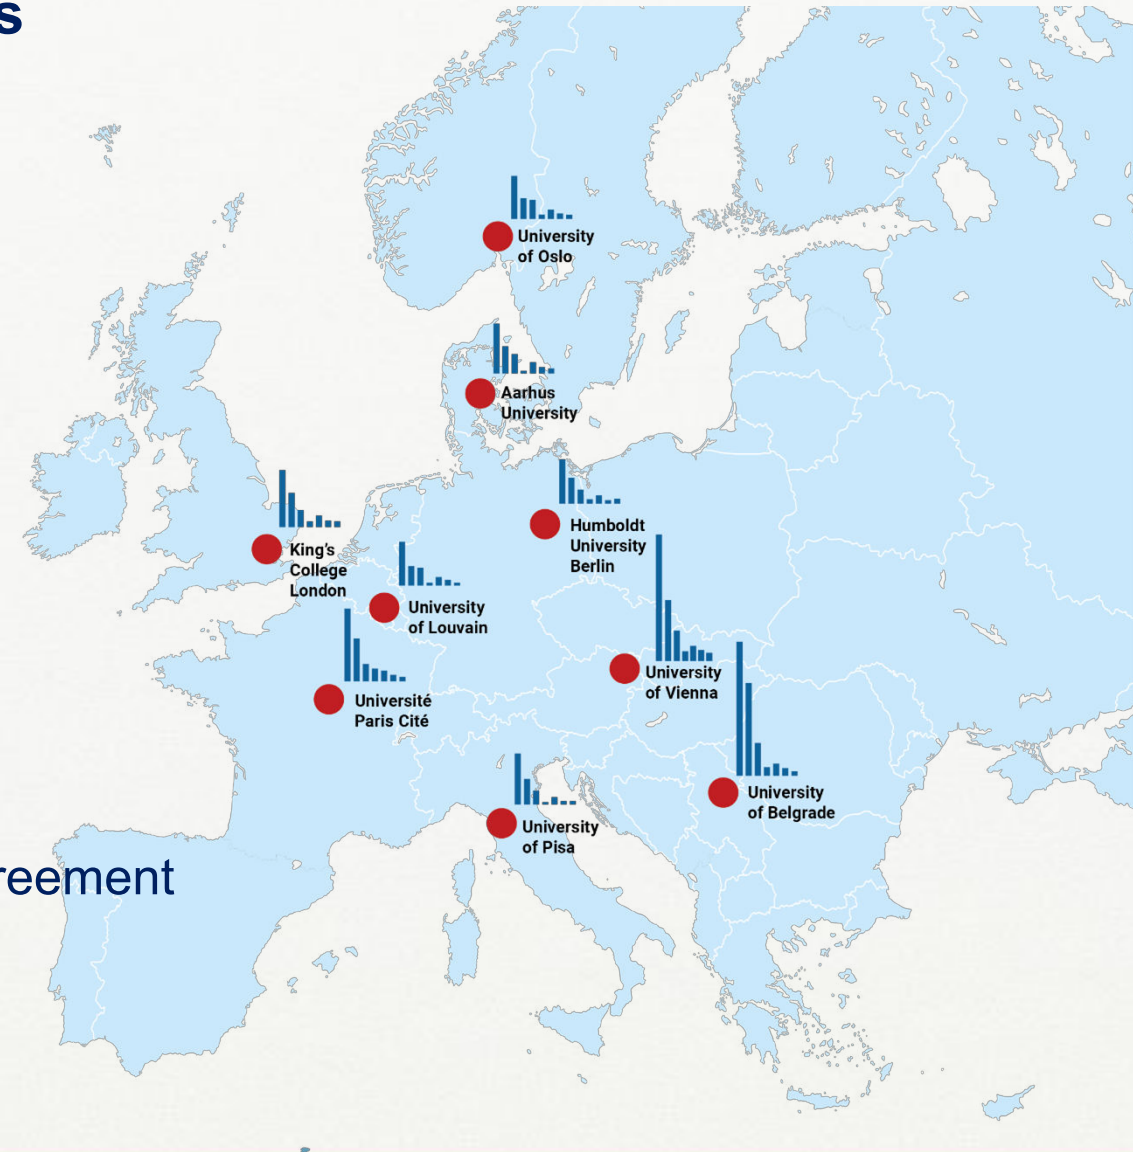 s
University
of Oslo
Aarhus
University
Humboldt
University
Berlin
King's
College
London
University
of Louvain
University
of Vienna
Université
Paris Cité
University
of Belgrade
University
of Pisa
reement